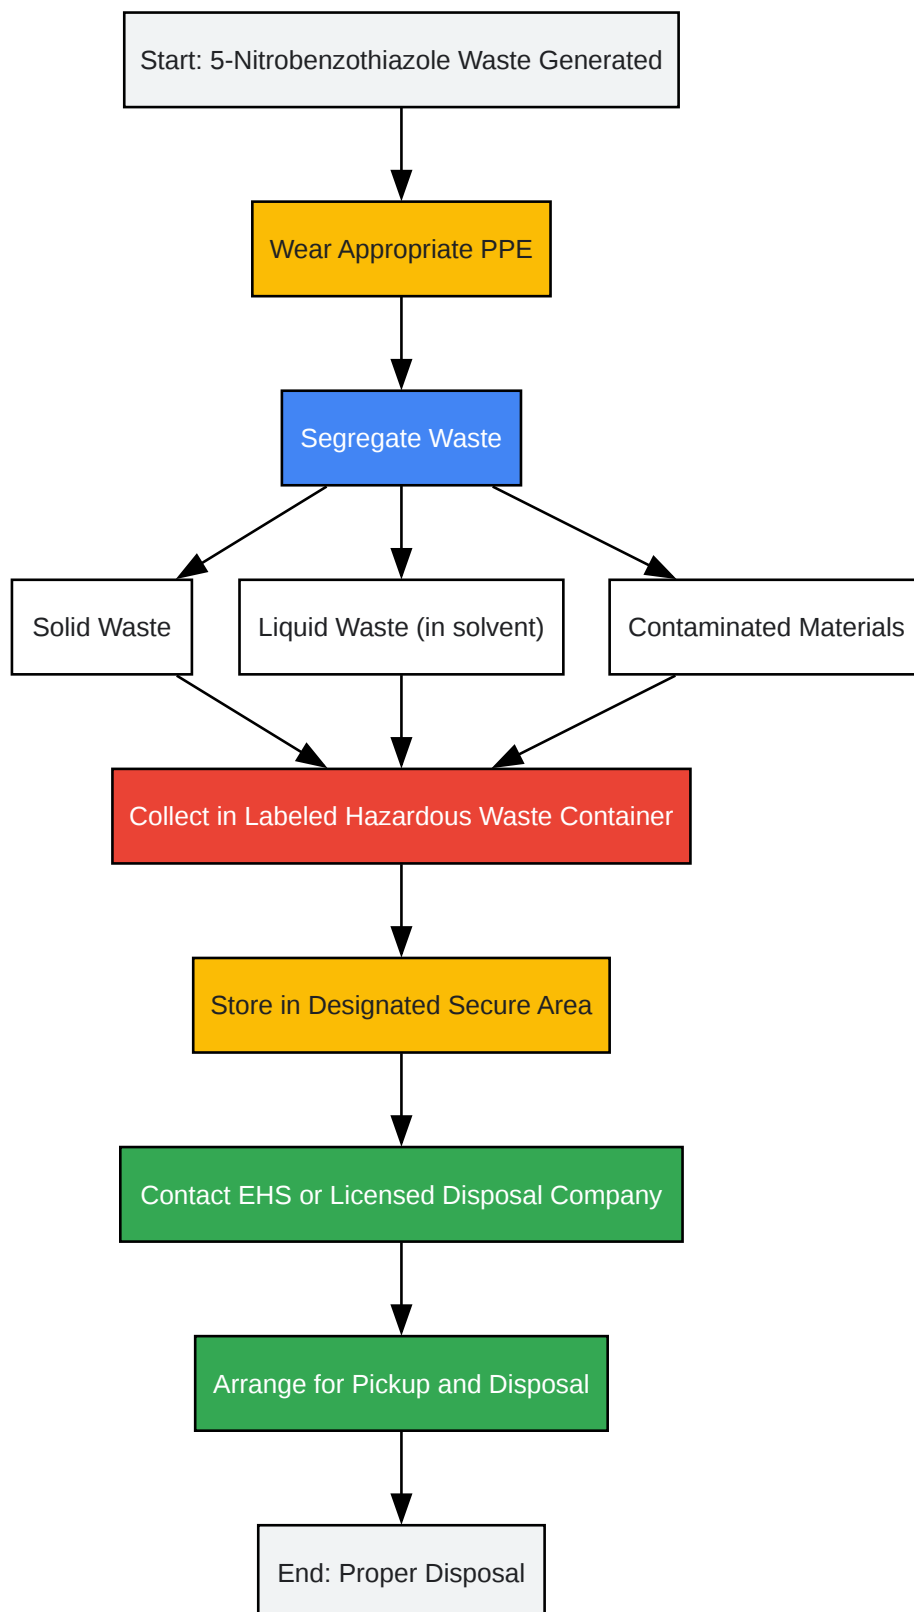 Start: 5-Nitrobenzothiazole Waste Generated
Wear Appropriate PPE
Segregate Waste
Solid Waste
Liquid Waste (in solvent)
Contaminated Materials
Collect in Labeled Hazardous Waste Container
Store in Designated Secure Area
Contact EHS or Licensed Disposal Company
Arrange for Pickup and Disposal
End: Proper Disposal